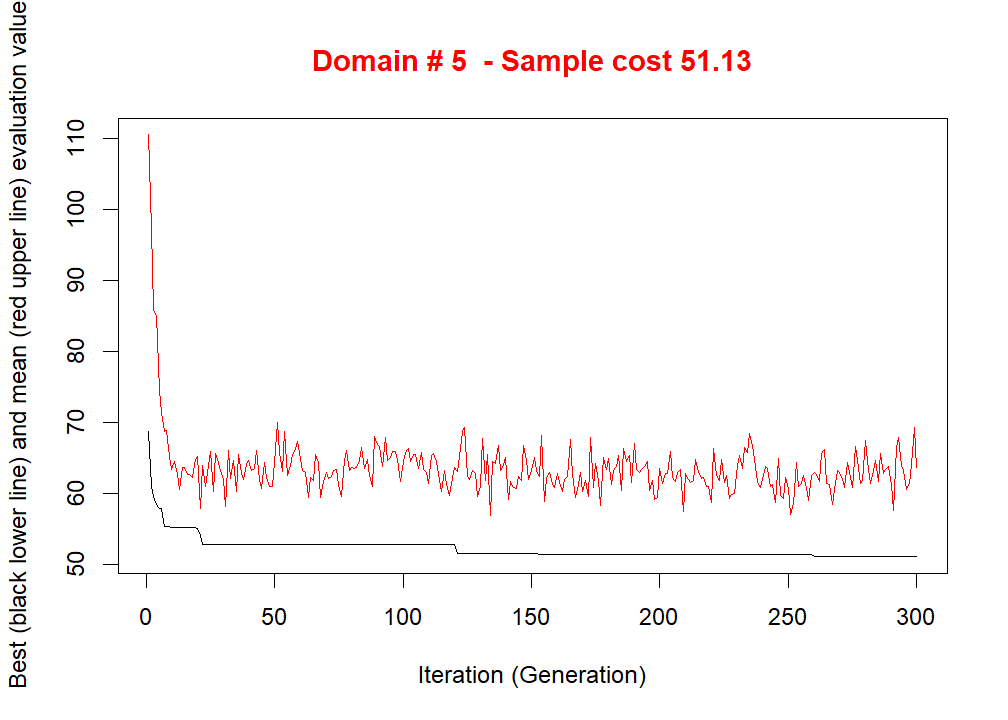 Domain # 5  - Sample cost 51.13
Best (black lower line) and mean (red upper line) evaluation value
110
100
90
80
70
60
50
0 50 100 150 200 250 300
Iteration (Generation)